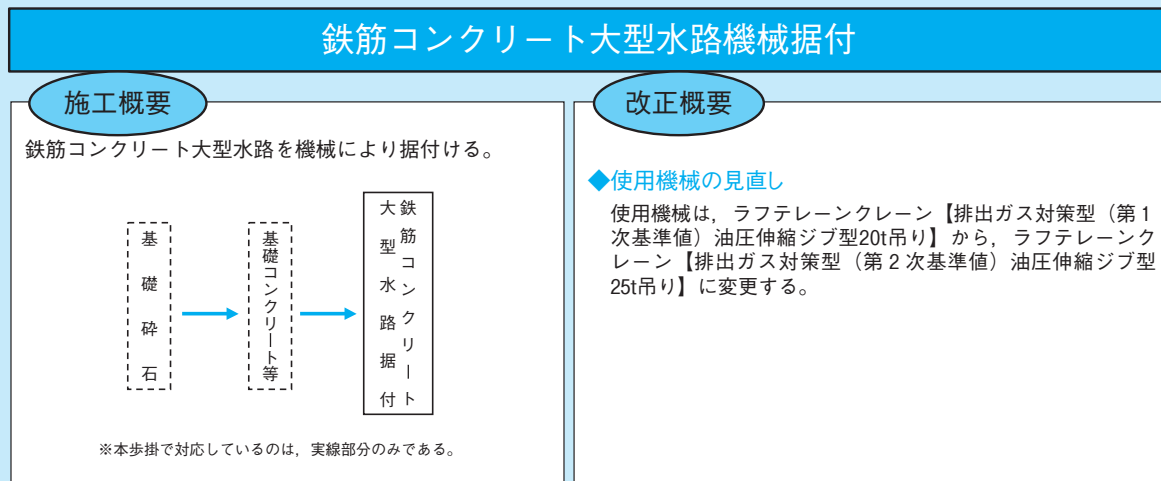 鉄筋コンクリート大型水路機械据付
施工概要
鉄筋コンクリート大型水路を機械により据付ける。
基礎砕石
基礎コンクリート等
鉄筋コンクリート
大型水路据付
※本歩掛で対応しているのは，実線部分のみである。
改正概要
◆使用機械の見直し
使用機械は，ラフテレーンクレーン【排出ガス対策型（第１
次基準値）油圧伸縮ジブ型20t吊り】から，ラフテレーンク
レーン【排出ガス対策型（第２次基準値）油圧伸縮ジブ型
25t吊り】に変更する。